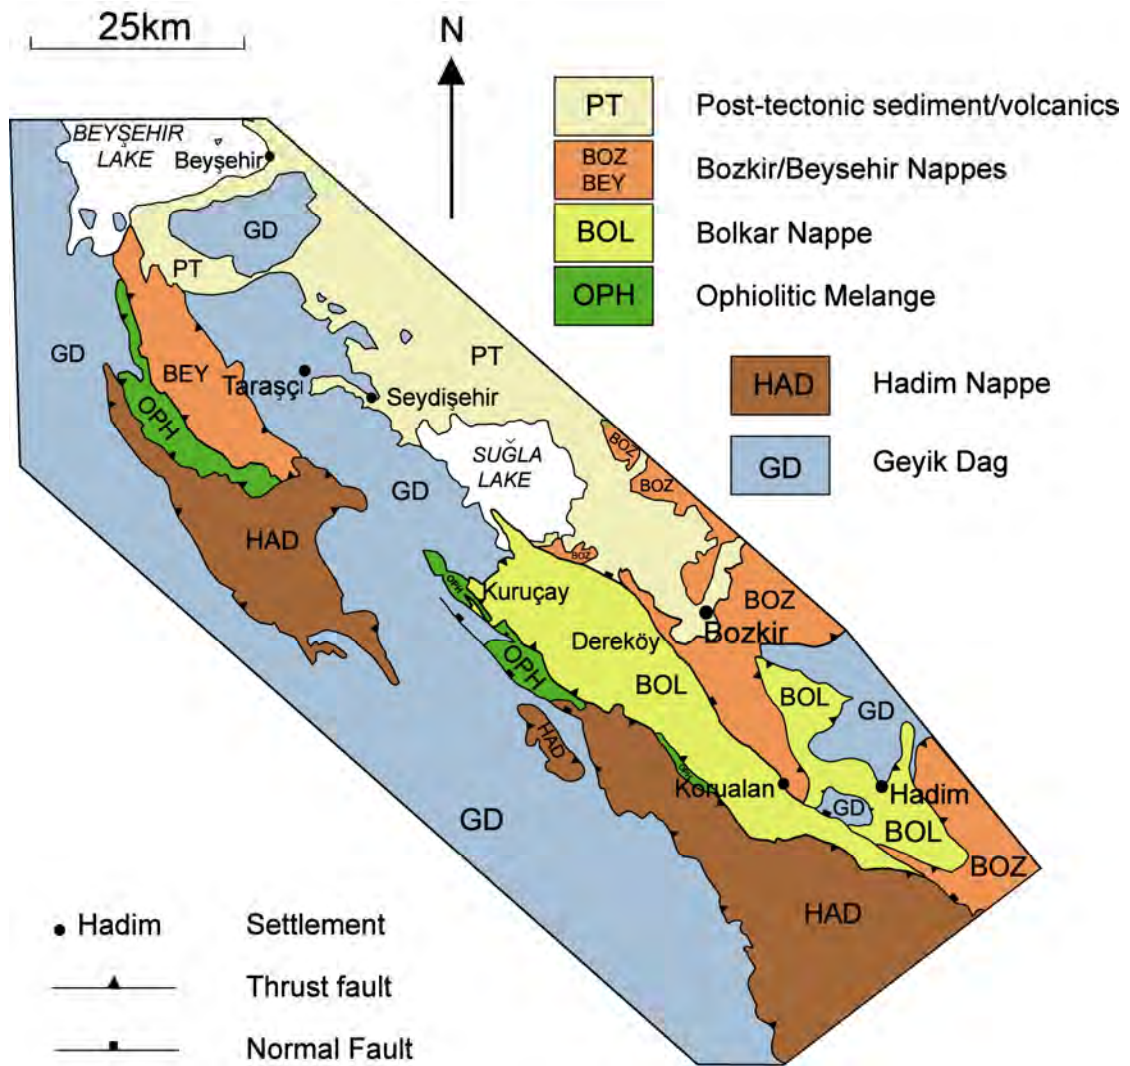 25km
N
PT
Post-tectonic sediment/volcanics
BOZ
BEY
Bozkir/Beysehir Nappes
BOL
Bolkar Nappe
OPH
Ophiolitic Melange
HAD
Hadim Nappe
GD
Geyik Dag
BEYŞEHIR
LAKE
Beyşehir
GD
PT
GD
BEY
Taraşçı
PT
Seydişehir
OPH
SUĞLA
LAKE
GD
BOZ
BOZ
HAD
BOZ
OPH
Kuruçay
BOZ
Bozkir
Dereköy
OPH
BOL
BOL
GD
HAD
OPH
Korualan
Hadim
GD
GD
BOL
BOZ
HAD
Hadim
Settlement
Thrust fault
Normal Fault